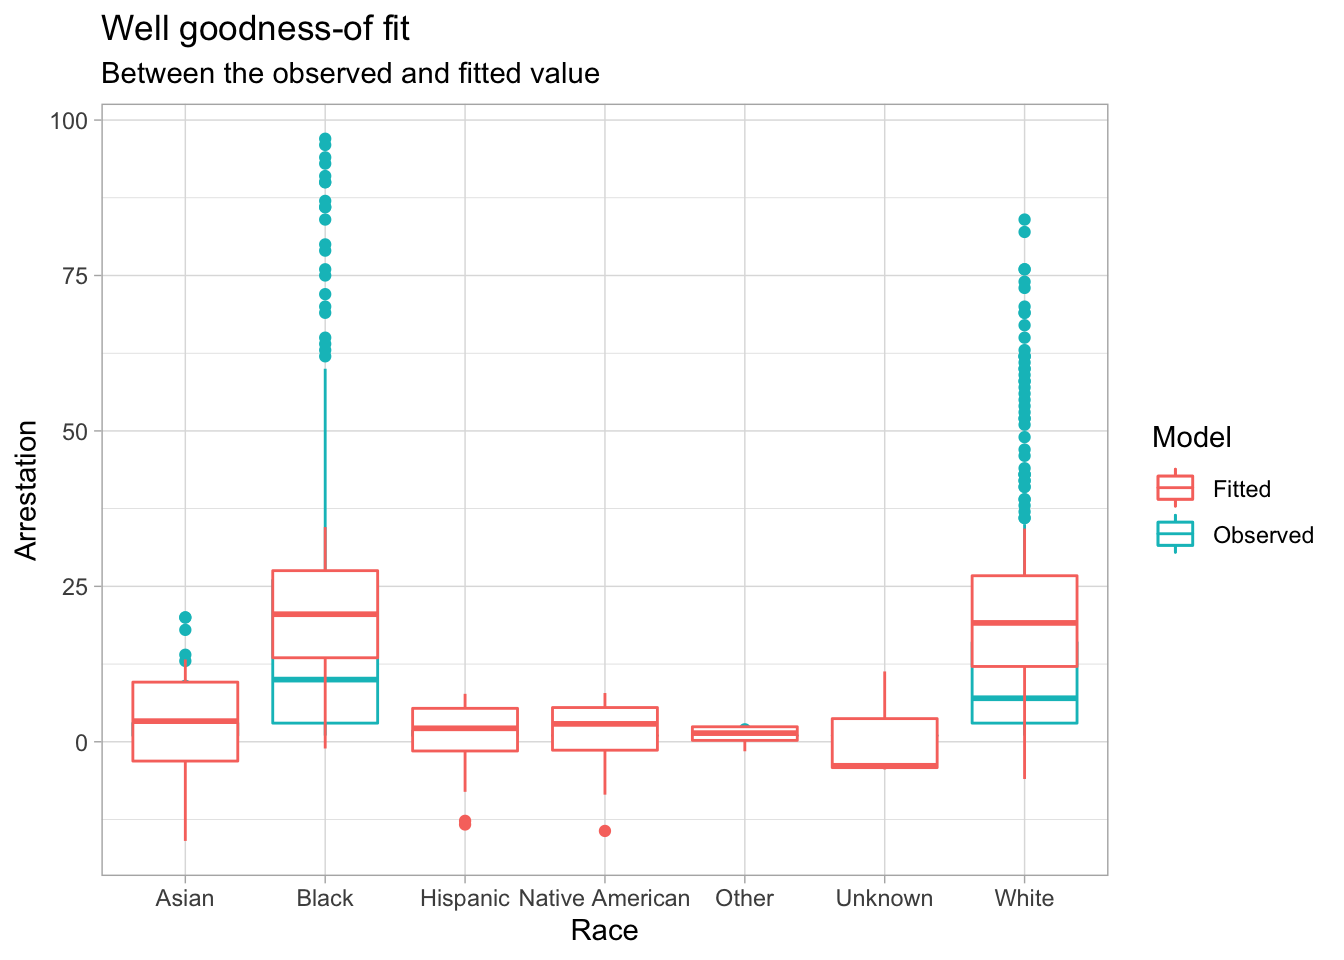 Well goodness-of fit
Between the observed and fitted value
100
75
50
25
0
Arrestation
Asian
Black
Hispanic
Native American
Other
Unknown
White
Race
Model
Fitted
Observed